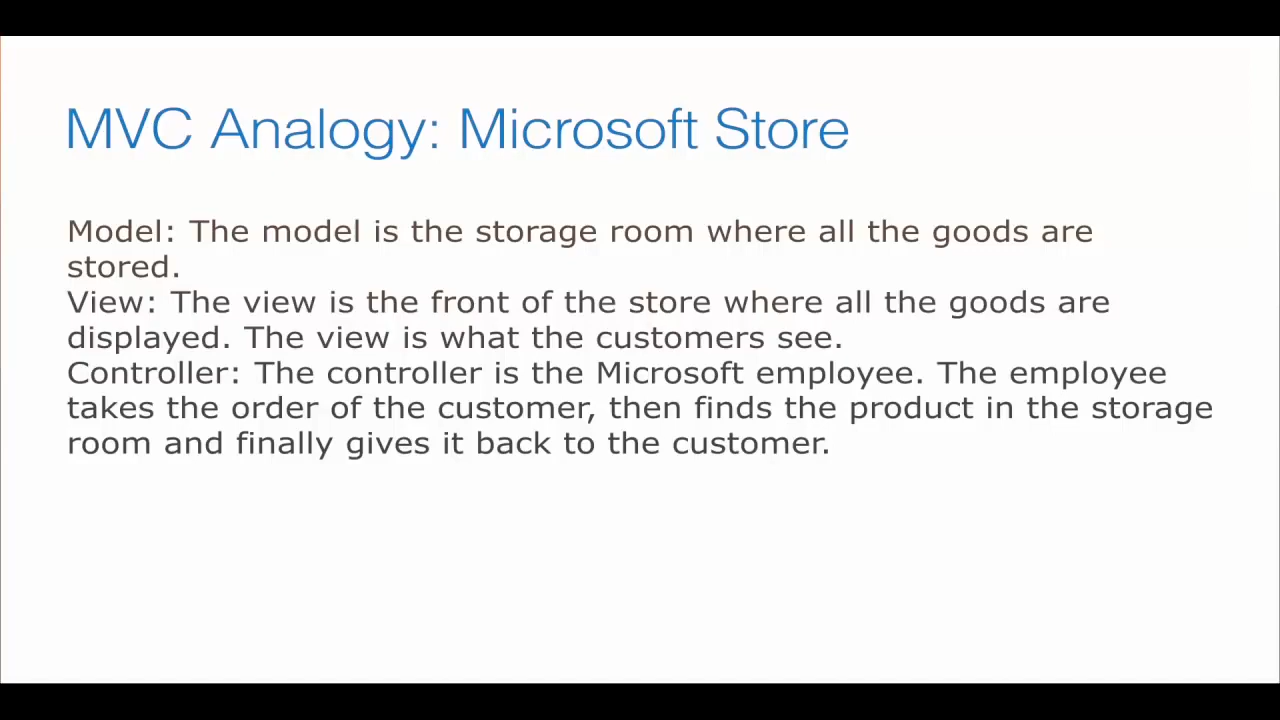 MVC Analogy: Microsoft Store
Model: The model is the storage room where all the goods are
stored.
View: The view is the front of the store where all the goods are
displayed. The view is what the customers see.
Controller: The controller is the Microsoft employee. The employee
takes the order of the customer, then finds the product in the storage
room and finally gives it back to the customer.